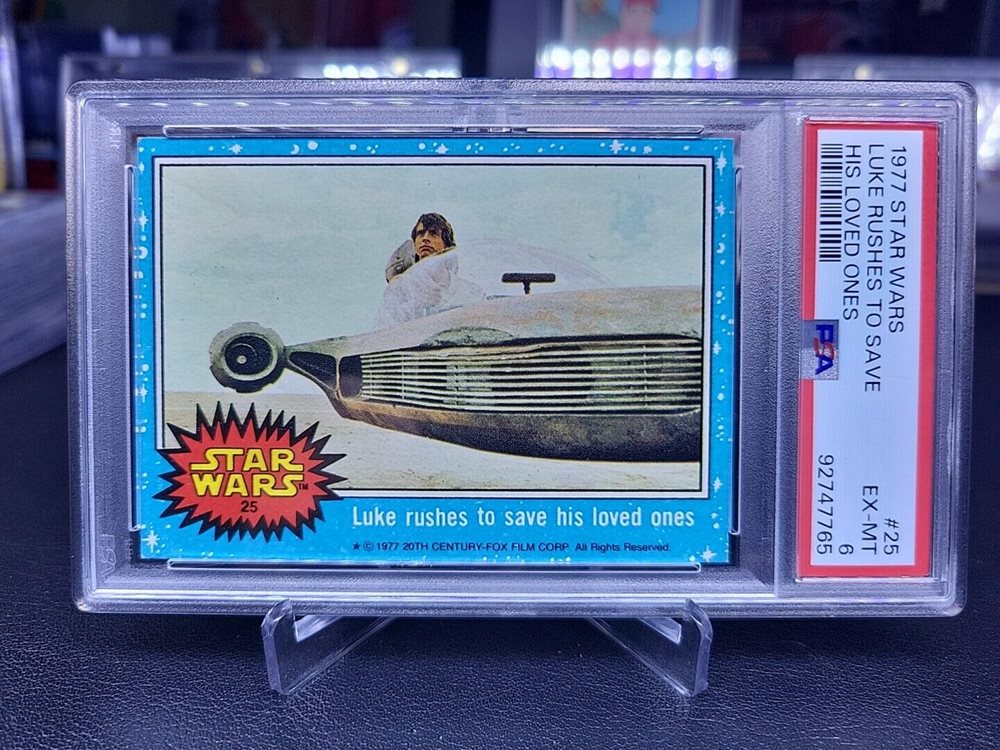 STAR
WARS™
25
Luke rushes to save his loved ones
★ © 1977 20TH CENTURY-FOX FILM CORP. All Rights Reserved.
1977 STAR WARS #25
LUKE RUSHES TO SAVE EX-MT
HIS LOVED ONES 6
PSA 92747765